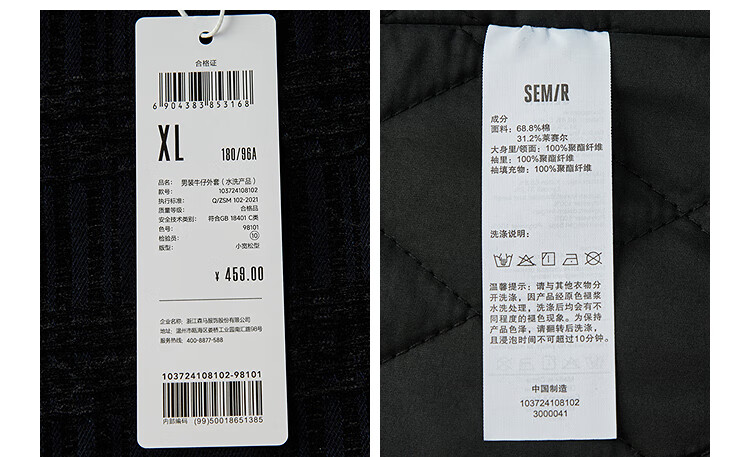 合格证
6 904383 853168
XL
180/96A
品名: 男装牛仔外套(水洗产品)
款号: 103724108102
执行标准: Q/ZSM 102-2021
质量等级: 合格品
安全技术类别: 符合GB 18401 C类
色号: 98101
检验员: ⑩
版型: 小宽松型
¥ 459.00
企业名称: 浙江森马服饰股份有限公司
地址: 温州市瓯海区娄桥工业园南汇路98号
服务热线: 400-8877-588
103724108102-98101
内部编码 (99)50018651385
SEM/R
成分
面料: 68.8%棉
31.2%莱赛尔
大身里/领面: 100%聚酯纤维
袖里: 100%聚酯纤维
袖填充物: 100%聚酯纤维
洗涤说明:
温馨提示: 请与其他衣物分
开洗涤, 因产品经原色褪浆
水洗处理, 洗涤后均会有不
同程度的褪色现象。为保持
产品色泽, 请翻转后洗涤,
且浸泡时间不可超过10分钟。
中国制造
103724108102
3000041